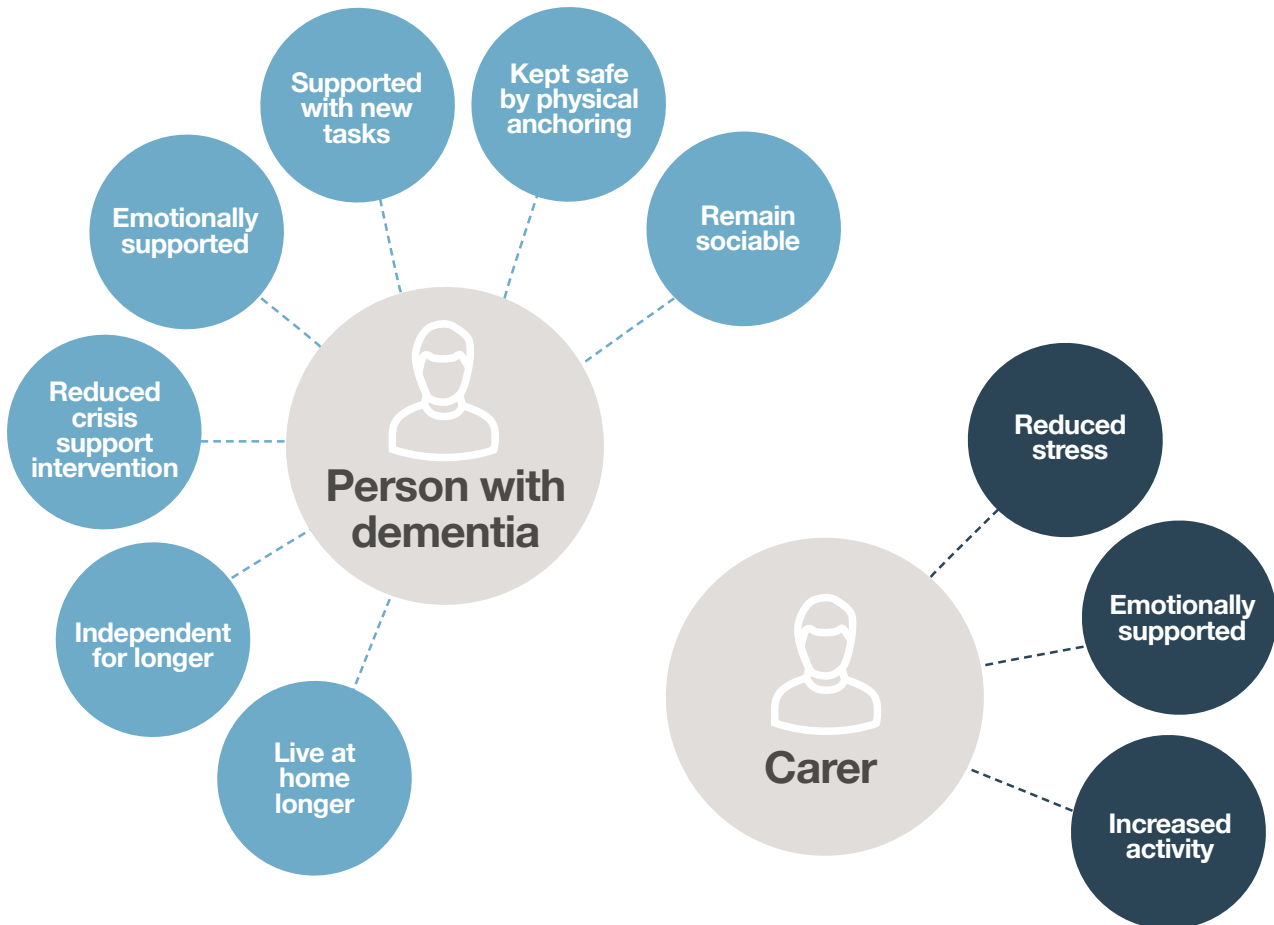 Supported
with new
tasks
Kept safe
by physical
anchoring
Emotionally
supported
Remain
sociable
Reduced
crisis
support
intervention
Person with
dementia
Independent
for longer
Live at
home
longer
Reduced
stress
Emotionally
supported
Carer
Increased
activity